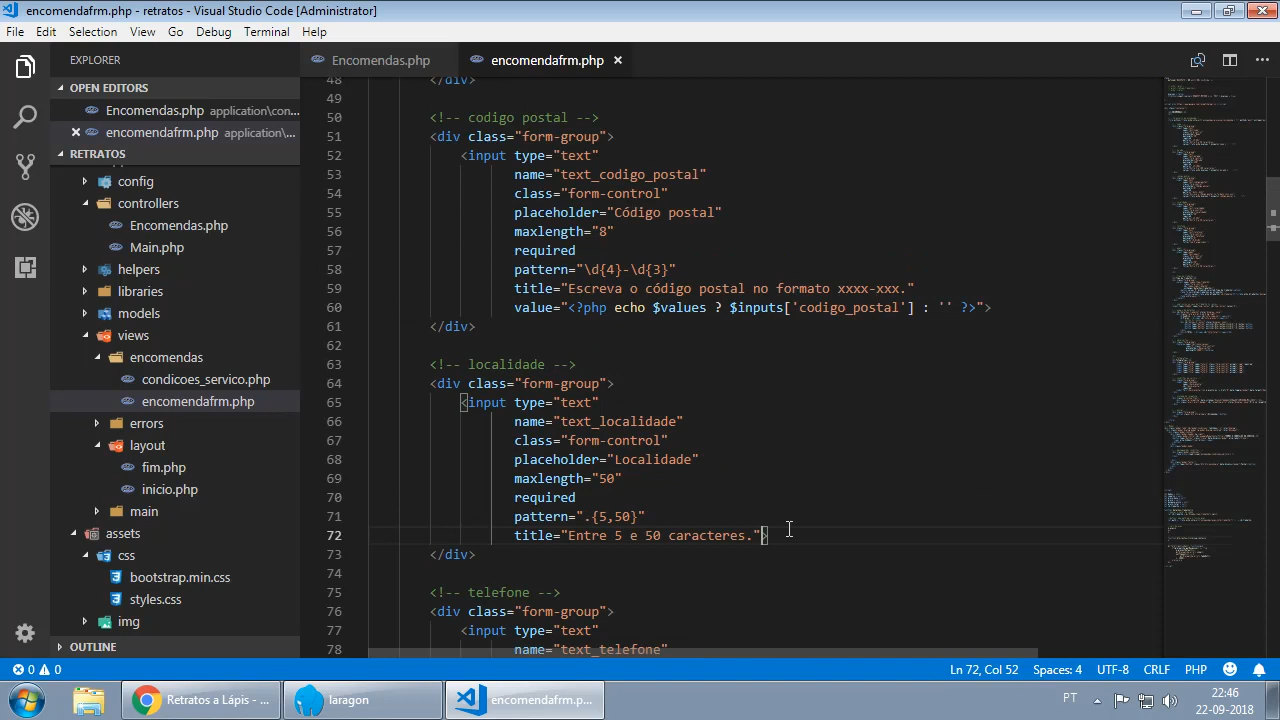 encomendafrm.php - retratos - Visual Studio Code [Administrator]
File Edit Selection View Go Debug Terminal Help
EXPLORER
OPEN EDITORS
Encomendas.php application\con...
encomendafrm.php application\...
RETRATOS
config
controllers
Encomendas.php
Main.php
helpers
libraries
models
views
encomendas
condicoes_servico.php
encomendafrm.php
errors
layout
fim.php
inicio.php
main
assets
css
bootstrap.min.css
styles.css
img
OUTLINE
Encomendas.php encomendafrm.php
48 </div>
49
50 <!-- codigo postal -->
51 <div class="form-group">
52 <input type="text"
53 name="text_codigo_postal"
54 class="form-control"
55 placeholder="Código postal"
56 maxlength="8"
57 required
58 pattern="\d{4}-\d{3}"
59 title="Escreva o código postal no formato xxxx-xxx."
60 value="<?php echo $values ? $inputs['codigo_postal'] : '' ?>">
61 </div>
62
63 <!-- localidade -->
64 <div class="form-group">
65 <input type="text"
66 name="text_localidade"
67 class="form-control"
68 placeholder="Localidade"
69 maxlength="50"
70 required
71 pattern=".{5,50}"
72 title="Entre 5 e 50 caracteres.">
73 </div>
74
75 <!-- telefone -->
76 <div class="form-group">
77 <input type="text"
78 name="text_telefone"
0 0 Ln 72, Col 52 Spaces: 4 UTF-8 CRLF PHP
Retratos a Lápis - ... laragon encomendafrm.p... PT 22:46
22-09-2018